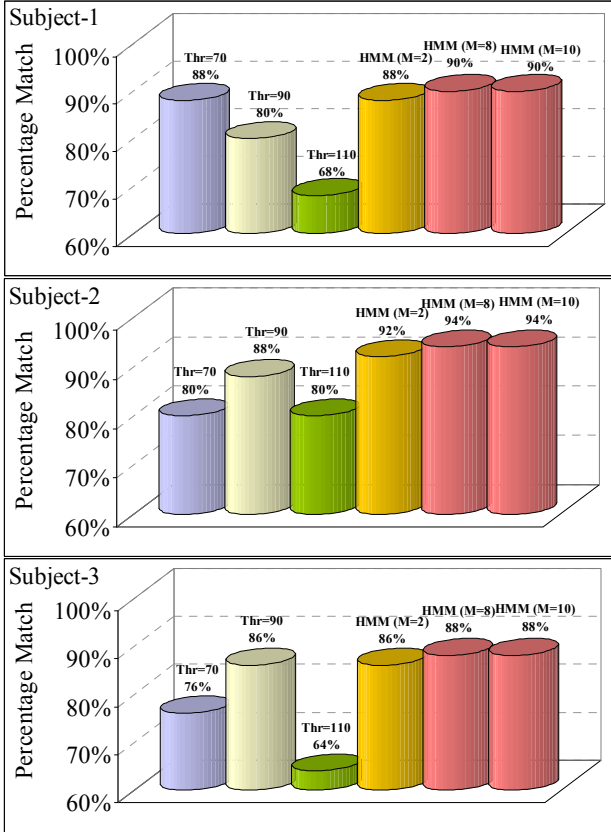 Subject-1
Percentage Match
100%
90%
80%
70%
60%
Thr=70
88%
Thr=90
80%
Thr=110
68%
HMM (M=2)
88%
HMM (M=8)
90%
HMM (M=10)
90%
Subject-2
Percentage Match
100%
90%
80%
70%
60%
Thr=70
80%
Thr=90
88%
Thr=110
80%
HMM (M=2)
92%
HMM (M=8)
94%
HMM (M=10)
94%
Subject-3
Percentage Match
100%
90%
80%
70%
60%
Thr=70
76%
Thr=90
86%
Thr=110
64%
HMM (M=2)
86%
HMM (M=8)
88%
HMM (M=10)
88%